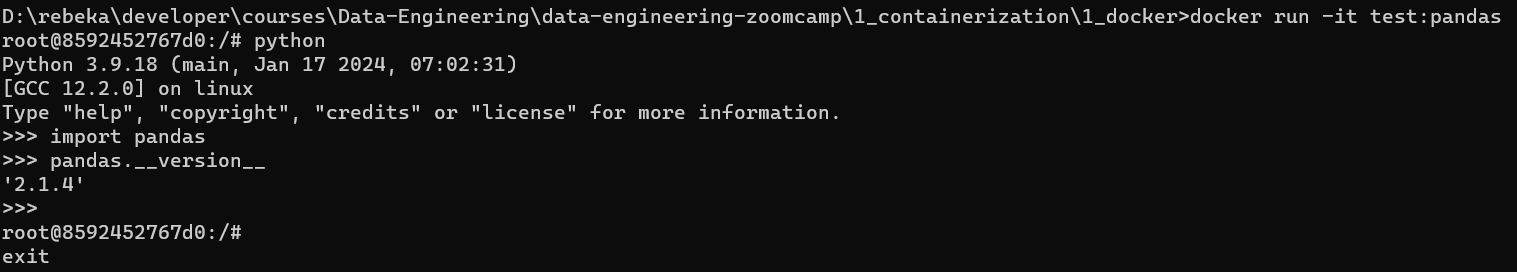 D:\rebeka\developer\courses\Data-Engineering\data-engineering-zoomcamp\1_containerization\1_docker>docker run -it test:pandas
root@8592452767d0:/# python
Python 3.9.18 (main, Jan 17 2024, 07:02:31)
[GCC 12.2.0] on linux
Type "help", "copyright", "credits" or "license" for more information.
>>> import pandas
>>> pandas.__version__
'2.1.4'
>>>
root@8592452767d0:/#
exit